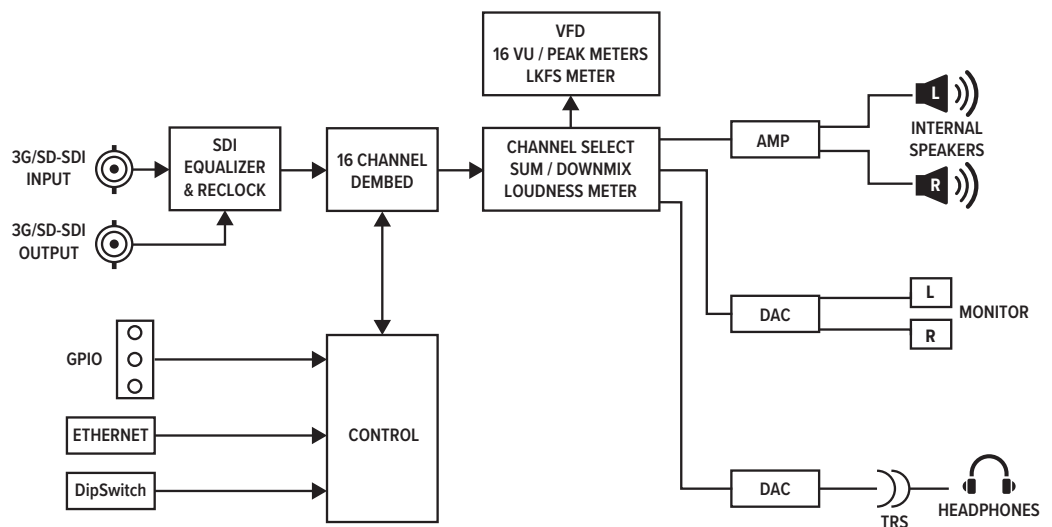 VFD
16 VU / PEAK METERS
LKFS METER
3G/SD-SDI
INPUT
SDI
EQUALIZER
& RECLOCK
16 CHANNEL
DEMBED
CHANNEL SELECT
SUM / DOWNMIX
LOUDNESS METER
AMP
L
INTERNAL
SPEAKERS
R
3G/SD-SDI
OUTPUT
DAC
L
MONITOR
R
GPIO
ETHERNET
CONTROL
DipSwitch
DAC
TRS
HEADPHONES